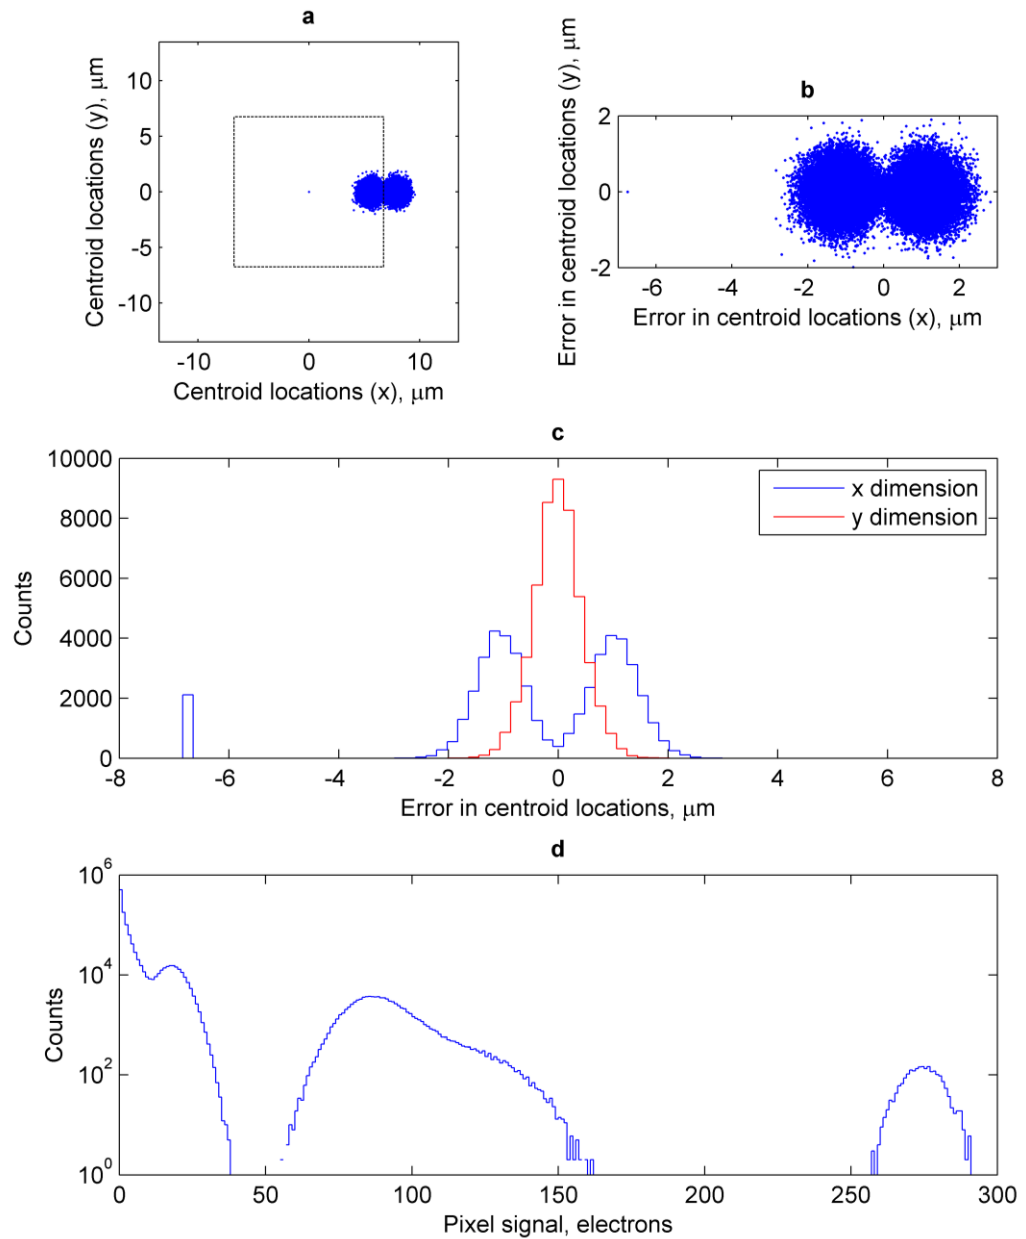 a
Centroid locations (y), μm
10
5
0
-5
-10
-10 0 10
Centroid locations (x), μm
b
Error in centroid locations (y), μm
2
0
-2
-6 -4 -2 0 2
Error in centroid locations (x), μm
c
Counts
10000
8000
6000
4000
2000
0
-8 -6 -4 -2 0 2 4 6 8
x dimension
y dimension
Error in centroid locations, μm
d
Counts
10^6
10^4
10^2
10^0
0 50 100 150 200 250 300
Pixel signal, electrons